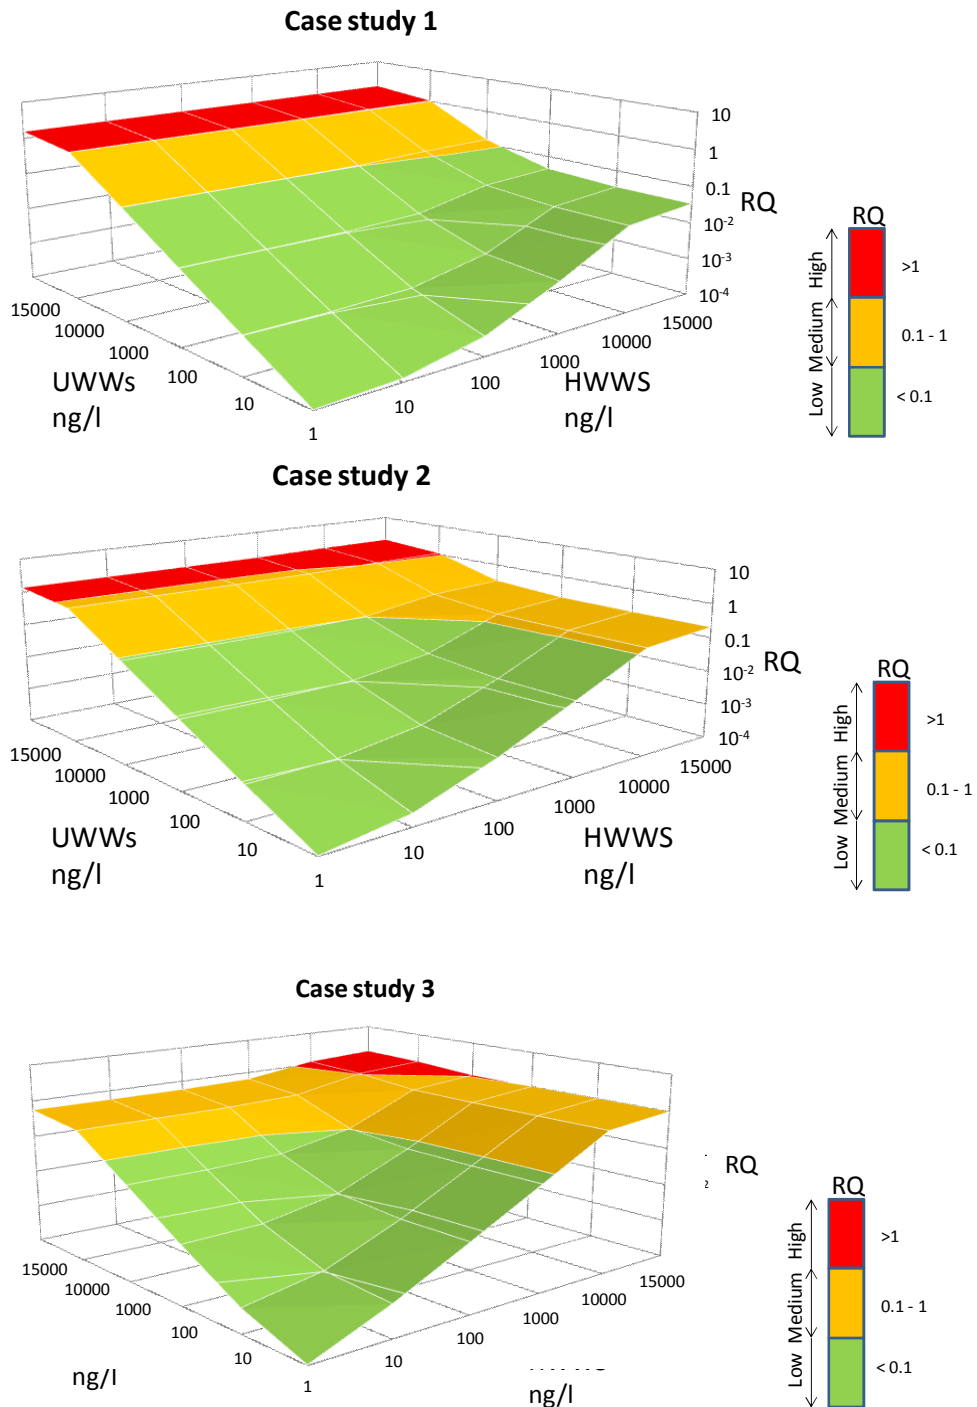 Case study 1
10
1
0.1
10-2
10-3
10-4
RQ
15000
10000
1000
100
10
1
UWWs
ng/l
10
100
1000
10000
15000
HWWS
ng/l
RQ
High
Medium
Low
>1
0.1 - 1
< 0.1
Case study 2
10
1
0.1
10-2
10-3
10-4
RQ
15000
10000
1000
100
10
1
UWWs
ng/l
10
100
1000
10000
15000
HWWS
ng/l
RQ
High
Medium
Low
>1
0.1 - 1
< 0.1
Case study 3
RQ
2
15000
10000
1000
100
10
1
ng/l
10
100
1000
10000
15000
ng/l
RQ
High
Medium
Low
>1
0.1 - 1
< 0.1